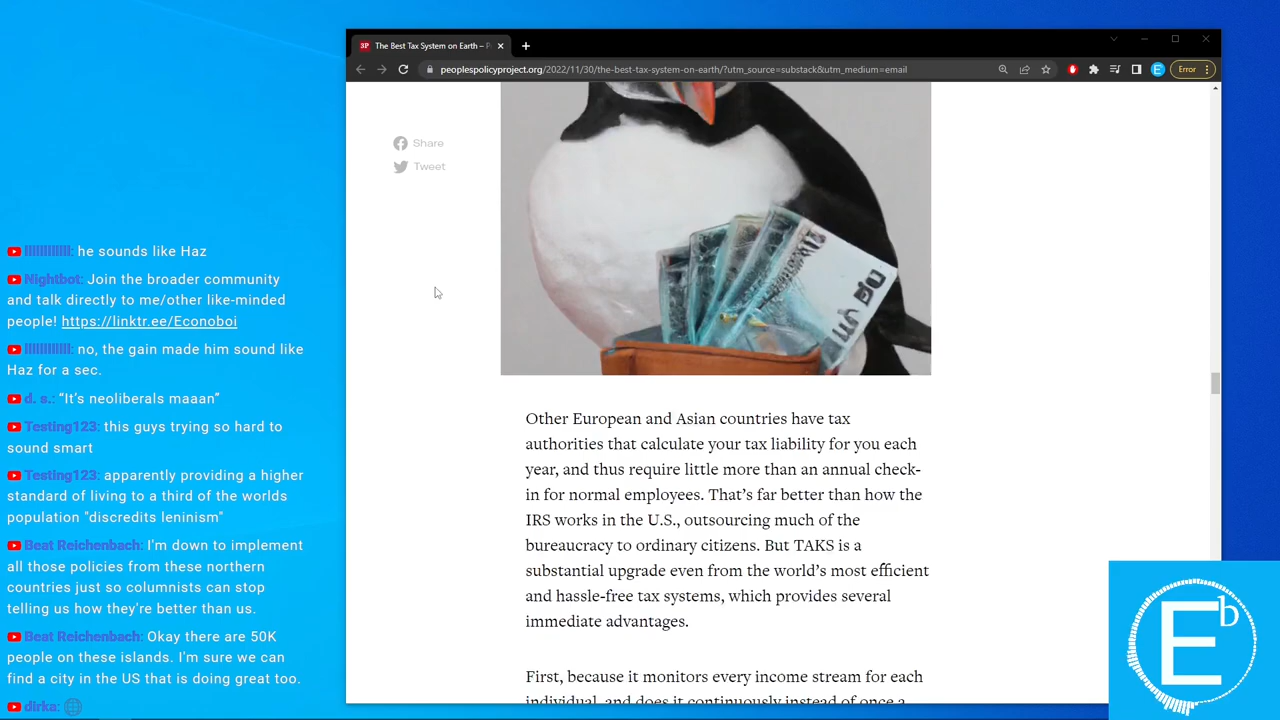 The Best Tax System on Earth – P
peoplespolicyproject.org/2022/11/30/the-best-tax-system-on-earth/?utm_source=substack&utm_medium=email
Error
Share
Tweet
he sounds like Haz
Nightbot: Join the broader community
and talk directly to me/other like-minded
people! https://linktr.ee/Econoboi
no, the gain made him sound like
Haz for a sec.
d. s.: “It’s neoliberals maaan”
Testing123: this guys trying so hard to
sound smart
Testing123: apparently providing a higher
standard of living to a third of the worlds
population "discredits leninism"
Beat Reichenbach: I'm down to implement
all those policies from these northern
countries just so columnists can stop
telling us how they're better than us.
Beat Reichenbach: Okay there are 50K
people on these islands. I'm sure we can
find a city in the US that is doing great too.
dirka:
Other European and Asian countries have tax
authorities that calculate your tax liability for you each
year, and thus require little more than an annual check-
in for normal employees. That’s far better than how the
IRS works in the U.S., outsourcing much of the
bureaucracy to ordinary citizens. But TAKS is a
substantial upgrade even from the world’s most efficient
and hassle-free tax systems, which provides several
immediate advantages.
First, because it monitors every income stream for each
individual, and does it continuously instead of once a
Eb